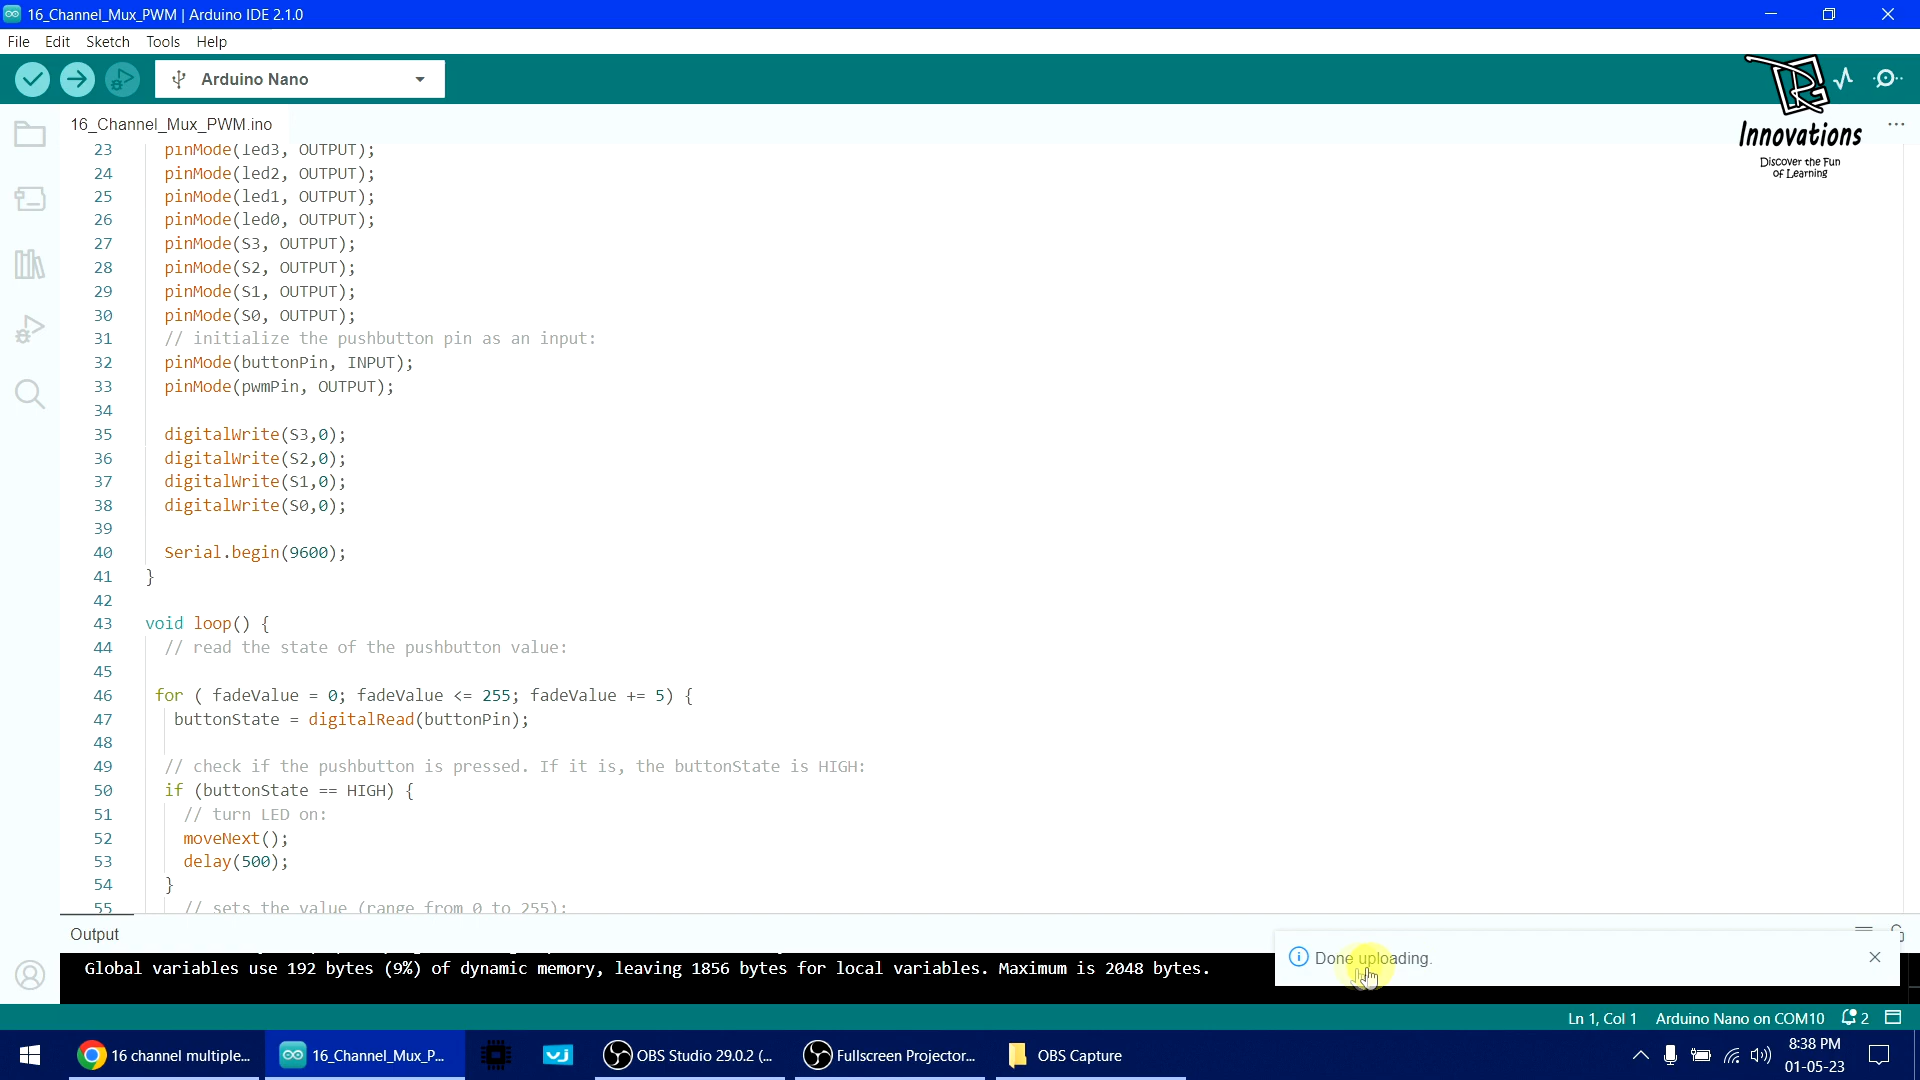 16_Channel_Mux_PWM | Arduino IDE 2.1.0
File Edit Sketch Tools Help
Arduino Nano
16_Channel_Mux_PWM.ino
Innovations
Discover the Fun
of Learning
23 pinMode(led3, OUTPUT);
24 pinMode(led2, OUTPUT);
25 pinMode(led1, OUTPUT);
26 pinMode(led0, OUTPUT);
27 pinMode(S3, OUTPUT);
28 pinMode(S2, OUTPUT);
29 pinMode(S1, OUTPUT);
30 pinMode(S0, OUTPUT);
31 // initialize the pushbutton pin as an input:
32 pinMode(buttonPin, INPUT);
33 pinMode(pwmPin, OUTPUT);
34
35 digitalWrite(S3,0);
36 digitalWrite(S2,0);
37 digitalWrite(S1,0);
38 digitalWrite(S0,0);
39
40 Serial.begin(9600);
41 }
42
43 void loop() {
44 // read the state of the pushbutton value:
45
46 for ( fadeValue = 0; fadeValue <= 255; fadeValue += 5) {
47 buttonState = digitalRead(buttonPin);
48
49 // check if the pushbutton is pressed. If it is, the buttonState is HIGH:
50 if (buttonState == HIGH) {
51 // turn LED on:
52 moveNext();
53 delay(500);
54 }
55 // sets the value (range from 0 to 255):
Output
Global variables use 192 bytes (9%) of dynamic memory, leaving 1856 bytes for local variables. Maximum is 2048 bytes.
Done uploading.
Ln 1, Col 1 Arduino Nano on COM10 2
16 channel multiple... 16_Channel_Mux_P... OBS Studio 29.0.2 (... Fullscreen Projector... OBS Capture
8:38 PM
01-05-23